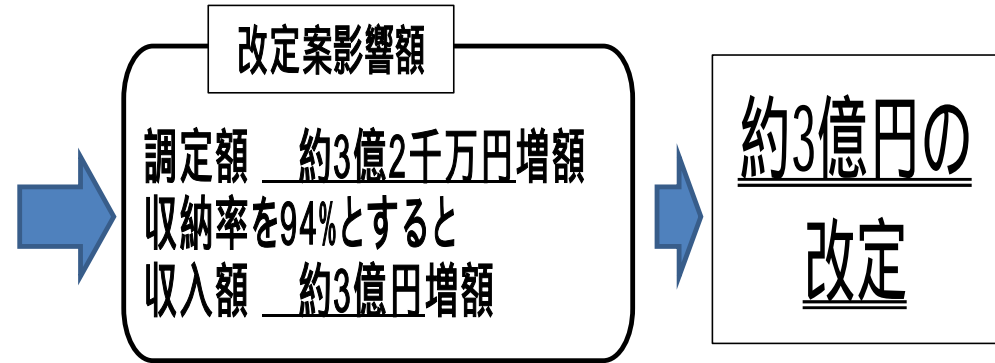 改定案影響額
調定額　約3億2千万円増額
収納率を94%とすると
収入額　約3億円増額
約3億円の
改定